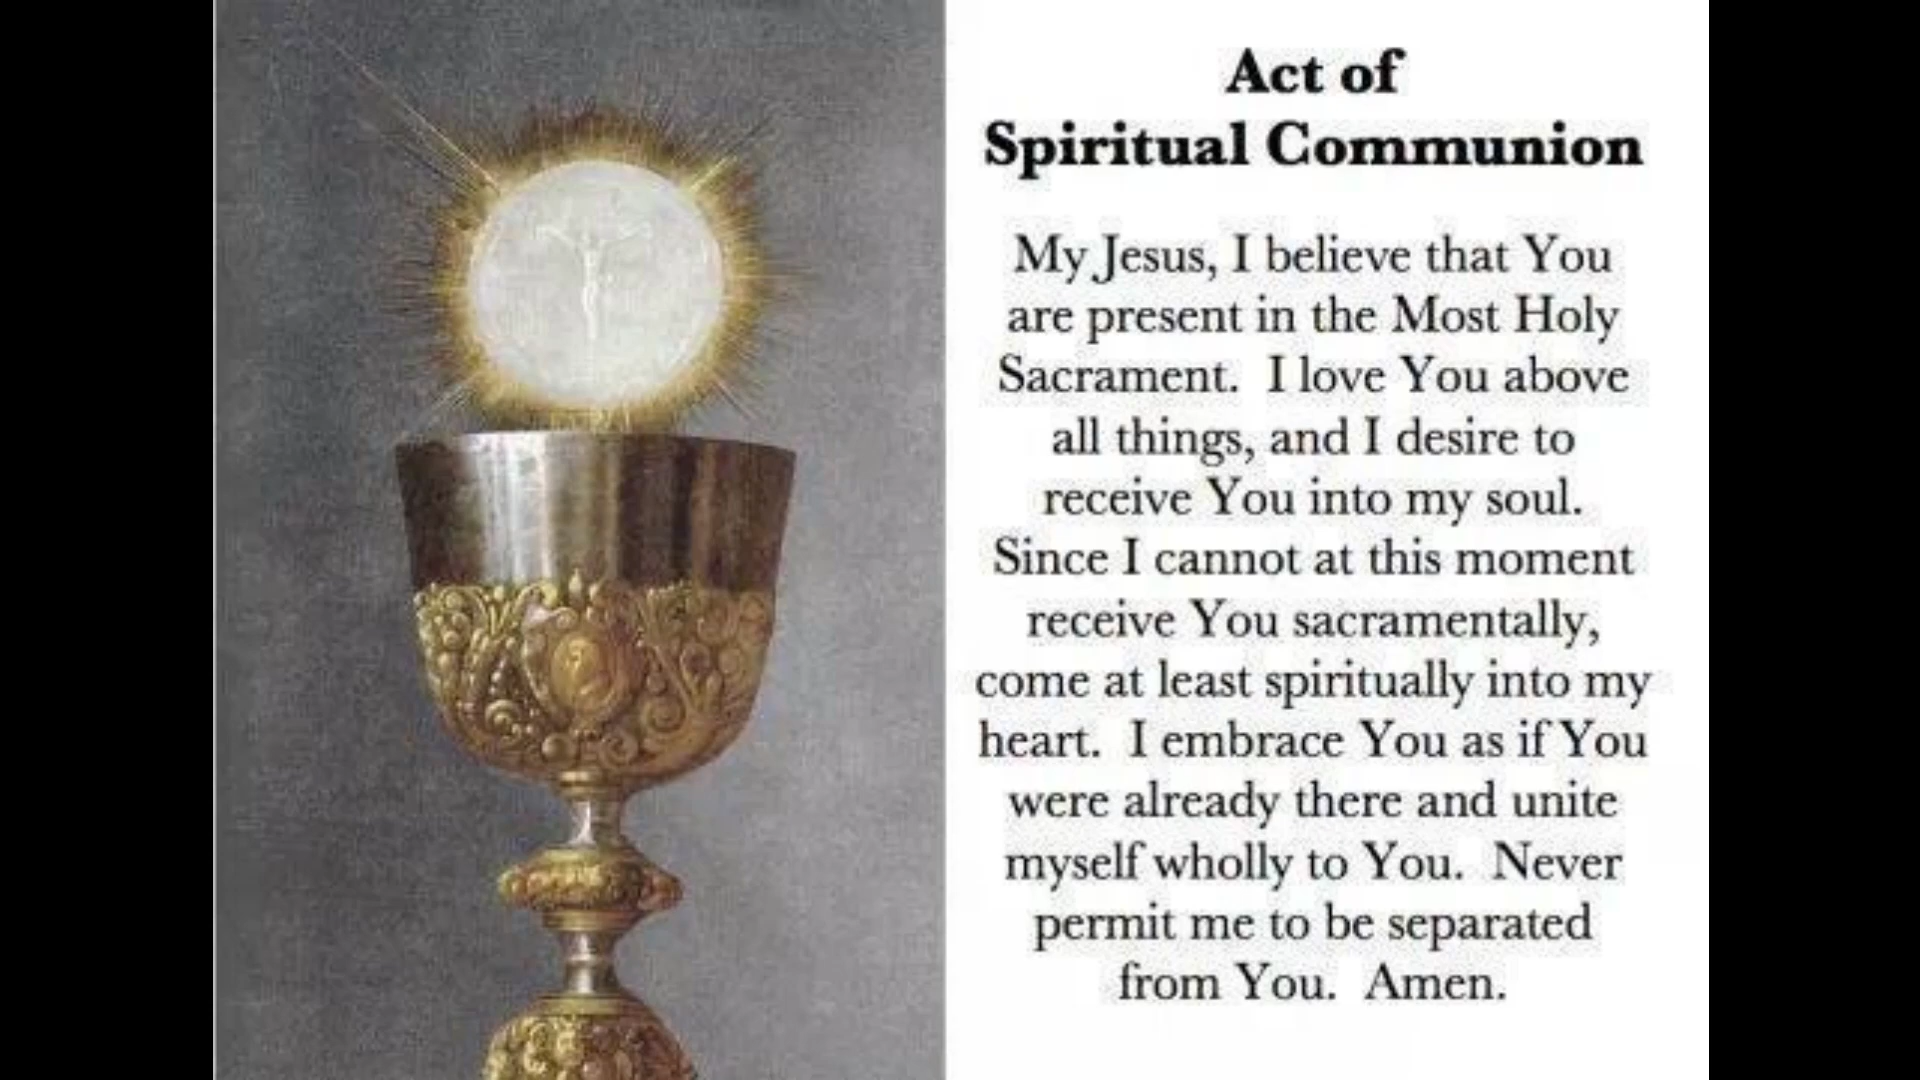 Act of
Spiritual Communion
My Jesus, I believe that You
are present in the Most Holy
Sacrament.  I love You above
all things, and I desire to
receive You into my soul.
Since I cannot at this moment
receive You sacramentally,
come at least spiritually into my
heart.  I embrace You as if You
were already there and unite
myself wholly to You.  Never
permit me to be separated
from You.  Amen.